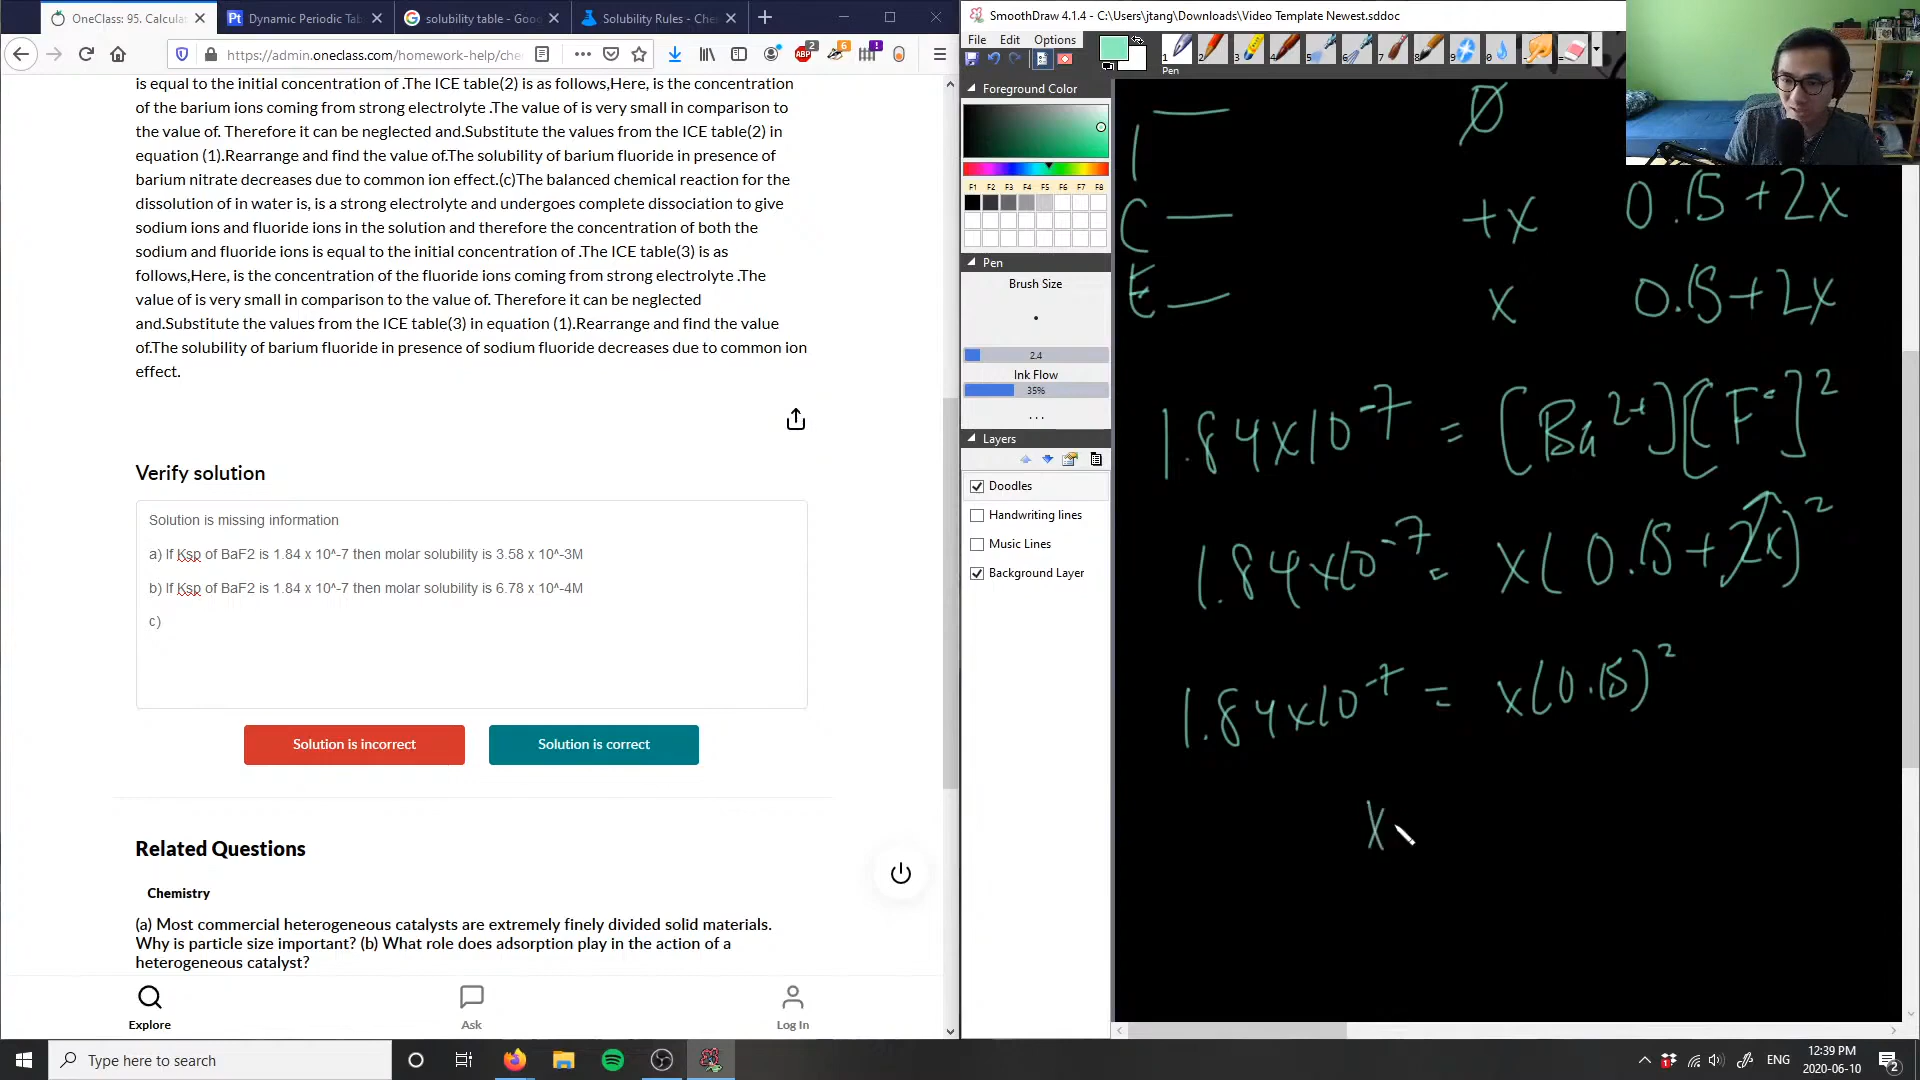 OneClass: 95. Calcula
Dynamic Periodic Tab
solubility table - Goo
Solubility Rules - Che
https://admin.oneclass.com/homework-help/che
is equal to the initial concentration of .The ICE table(2) is as follows,Here, is the concentration
of the barium ions coming from strong electrolyte .The value of is very small in comparison to
the value of. Therefore it can be neglected and.Substitute the values from the ICE table(2) in
equation (1).Rearrange and find the value of.The solubility of barium fluoride in presence of
barium nitrate decreases due to common ion effect.(c)The balanced chemical reaction for the
dissolution of in water is, is a strong electrolyte and undergoes complete dissociation to give
sodium ions and fluoride ions in the solution and therefore the concentration of both the
sodium and fluoride ions is equal to the initial concentration of .The ICE table(3) is as
follows,Here, is the concentration of the fluoride ions coming from strong electrolyte .The
value of is very small in comparison to the value of. Therefore it can be neglected
and.Substitute the values from the ICE table(3) in equation (1).Rearrange and find the value
of.The solubility of barium fluoride in presence of sodium fluoride decreases due to common ion
effect.
Verify solution
Solution is missing information
a) If Ksp of BaF2 is 1.84 x 10^-7 then molar solubility is 3.58 x 10^-3M
b) If Ksp of BaF2 is 1.84 x 10^-7 then molar solubility is 6.78 x 10^-4M
c)
Solution is incorrect
Solution is correct
Related Questions
Chemistry
(a) Most commercial heterogeneous catalysts are extremely finely divided solid materials.
Why is particle size important? (b) What role does adsorption play in the action of a
heterogeneous catalyst?
Explore
Ask
Log In
SmoothDraw 4.1.4 - C:\Users\jtang\Downloads\Video Template Newest.sddoc
File Edit Options
Pen
Foreground Color
F1 F2 F3 F4 F5 F6 F7 F8
Pen
Brush Size
2.4
Ink Flow
35%
...
Layers
Doodles
Handwriting lines
Music Lines
Background Layer
I — Ø
C — +x 0.15+2x
E — x 0.15+2x
1.84x10⁻⁷ = [Ba²⁺][F⁻]²
1.84x10⁻⁷ = x(0.15+2x)²
1.84x10⁻⁷ = x(0.15)²
x
Type here to search
ENG
12:39 PM
2020-06-10
2